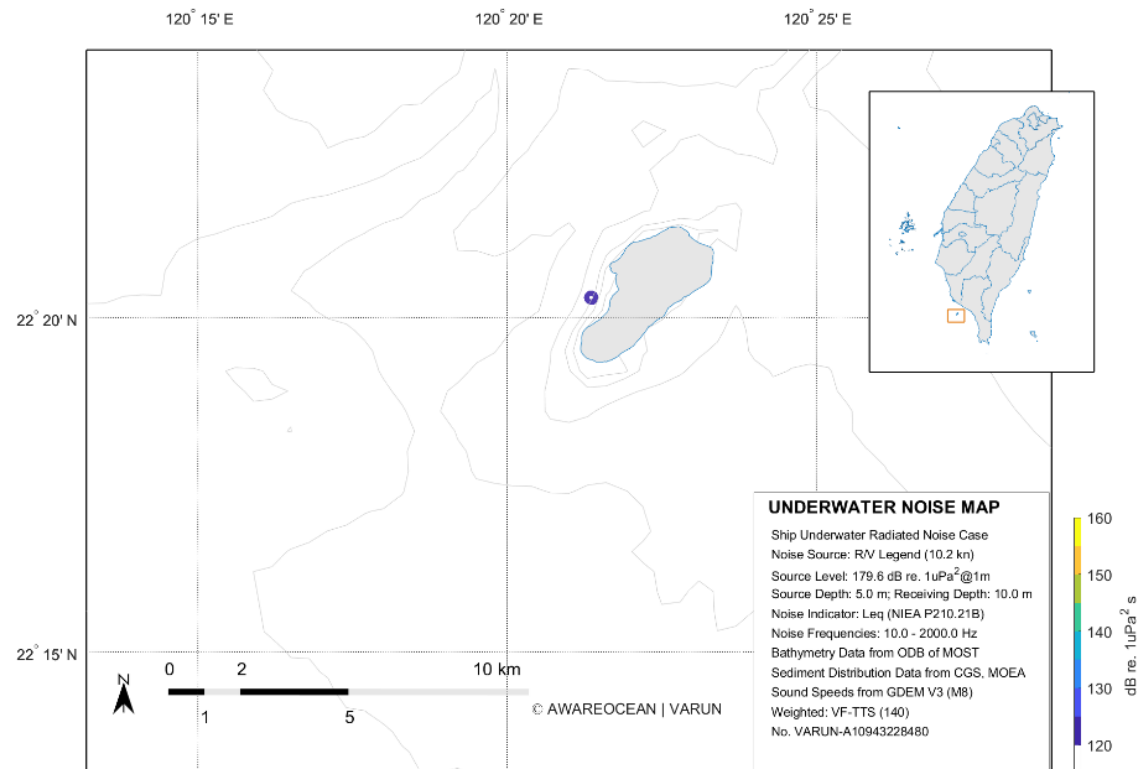 120° 15' E
120° 20' E
120° 25' E
22° 20' N
22° 15' N
N
0 2 10 km
1 5
© AWAREOCEAN | VARUN
UNDERWATER NOISE MAP
Ship Underwater Radiated Noise Case
Noise Source: R/V Legend (10.2 kn)
Source Level: 179.6 dB re. 1uPa²@1m
Source Depth: 5.0 m; Receiving Depth: 10.0 m
Noise Indicator: Leq (NIEA P210.21B)
Noise Frequencies: 10.0 - 2000.0 Hz
Bathymetry Data from ODB of MOST
Sediment Distribution Data from CGS, MOEA
Sound Speeds from GDEM V3 (M8)
Weighted: VF-TTS (140)
No. VARUN-A10943228480
160
150
140
130
120
dB re. 1uPa² s